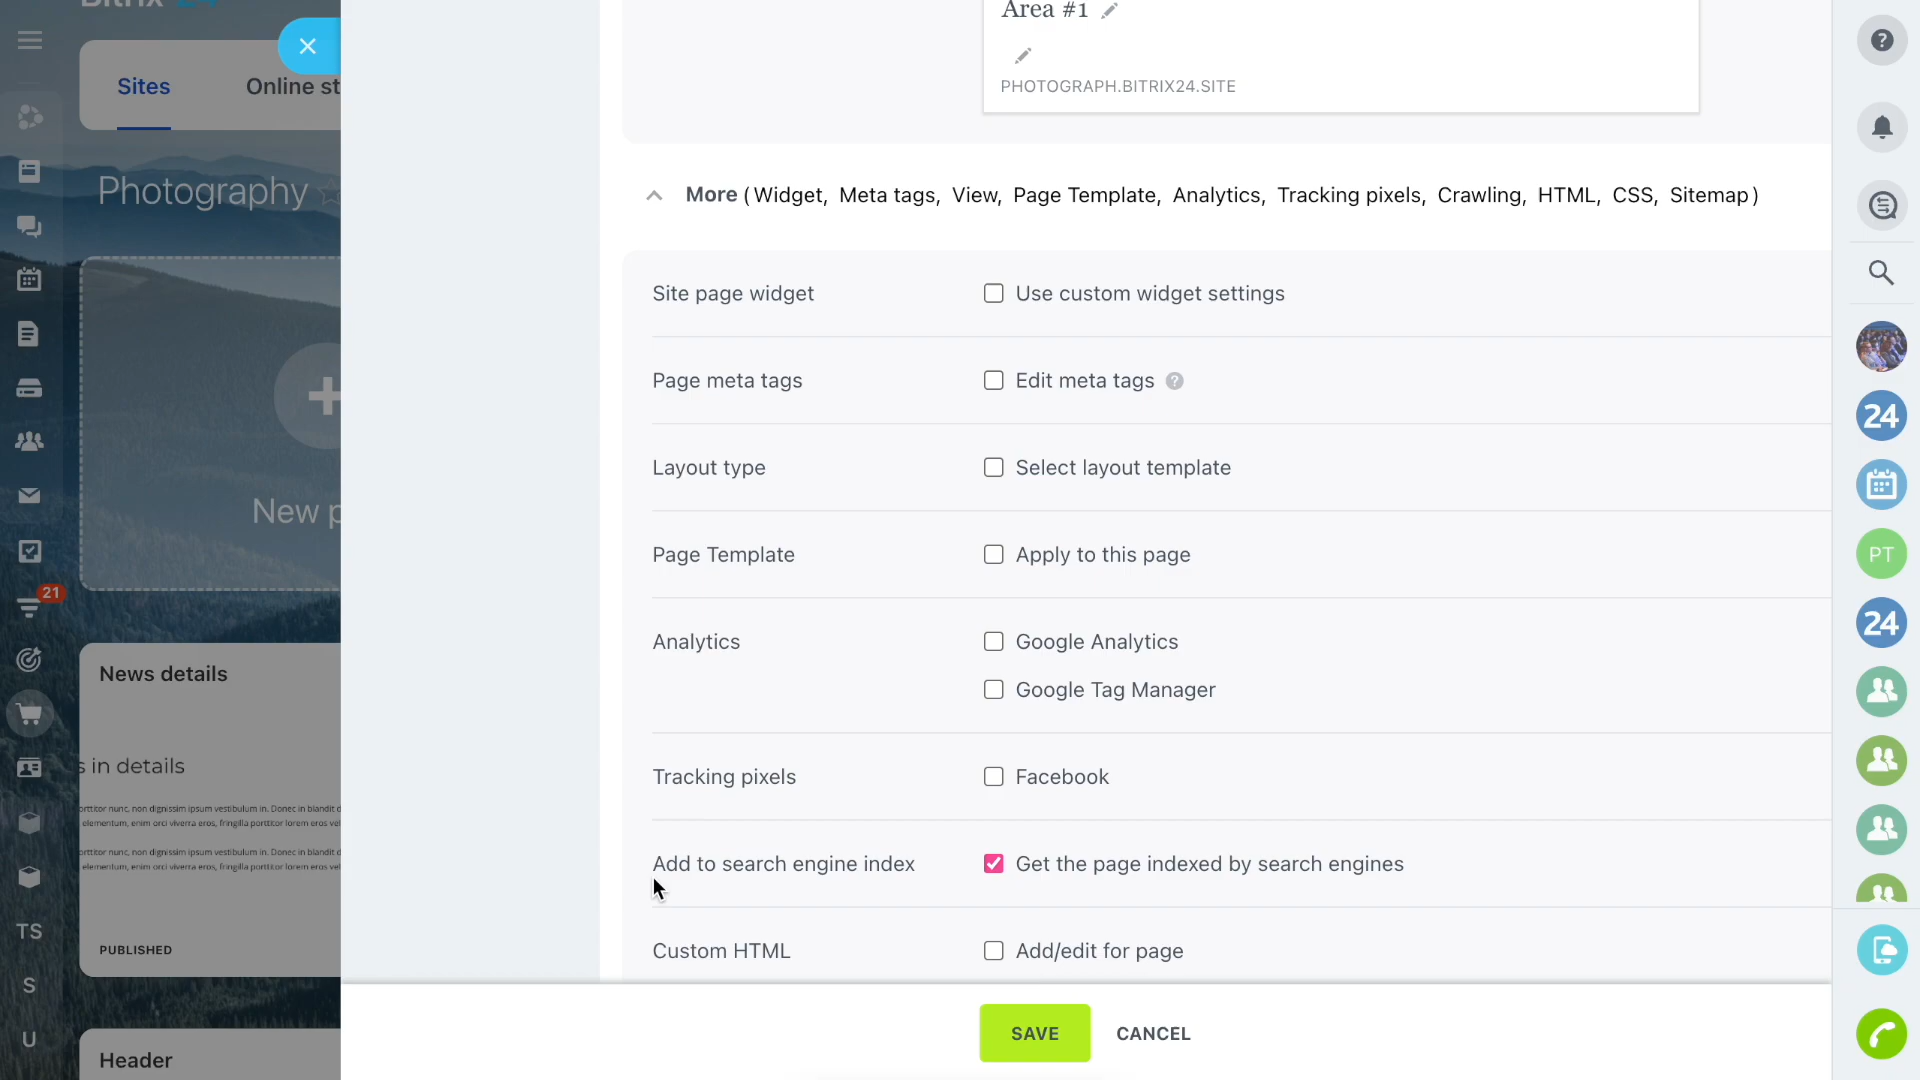 Bitrix 24
Sites
Online st
Photography
New p
21
News details
s in details
PUBLISHED
TS
S
U
Header
Area #1
PHOTOGRAPH.BITRIX24.SITE
More (Widget, Meta tags, View, Page Template, Analytics, Tracking pixels, Crawling, HTML, CSS, Sitemap)
Site page widget
Use custom widget settings
Page meta tags
Edit meta tags ?
Layout type
Select layout template
Page Template
Apply to this page
Analytics
Google Analytics
Google Tag Manager
Tracking pixels
Facebook
Add to search engine index
Get the page indexed by search engines
Custom HTML
Add/edit for page
SAVE
CANCEL
?
24
PT
24